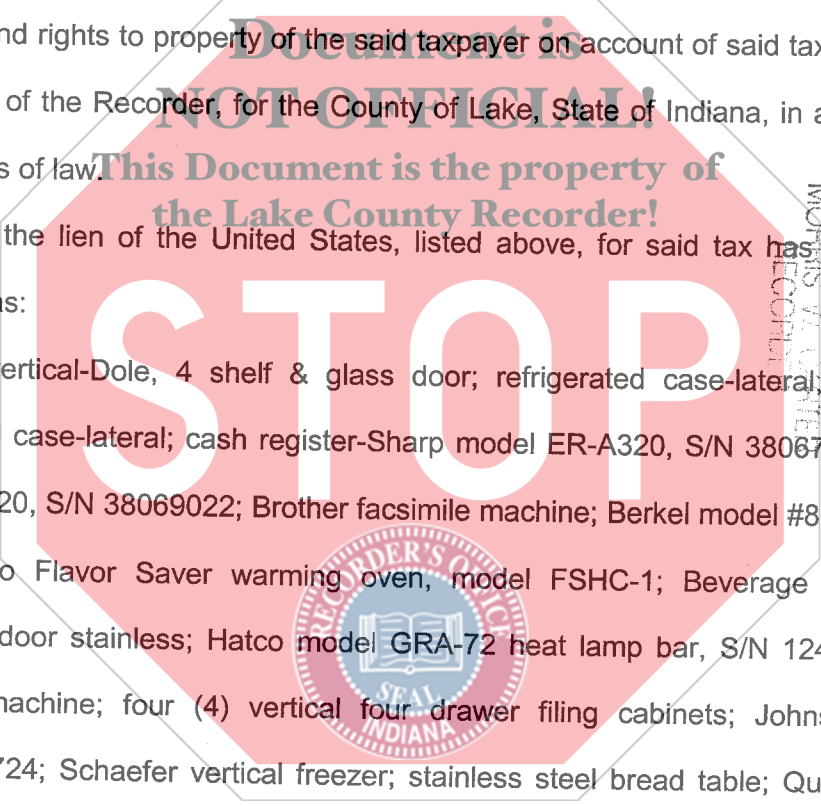 Document is
nd rights to property of the said taxpayer on account of said tax
NOT OFFICIAL!
of the Recorder, for the County of Lake, State of Indiana, in a
This Document is the property of
s of law.
the Lake County Recorder!
the lien of the United States, listed above, for said tax has
s:
STOP
ertical-Dole, 4 shelf & glass door; refrigerated case-lateral;
case-lateral; cash register-Sharp model ER-A320, S/N 38067
20, S/N 38069022; Brother facsimile machine; Berkel model #8
o Flavor Saver warming oven, model FSHC-1; Beverage
door stainless; Hatco model GRA-72 heat lamp bar, S/N 124
machine; four (4) vertical four drawer filing cabinets; Johns
724; Schaefer vertical freezer; stainless steel bread table; Qu
RECORDER'S OFFICE
SEAL
INDIANA